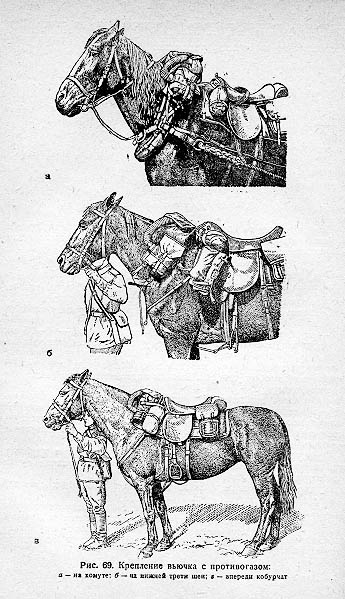 а
б
в
Рис. 69. Крепление вьючка с противогазом:
а — на хомуте; б — на нижней трети шеи; в — впереди кобурчат